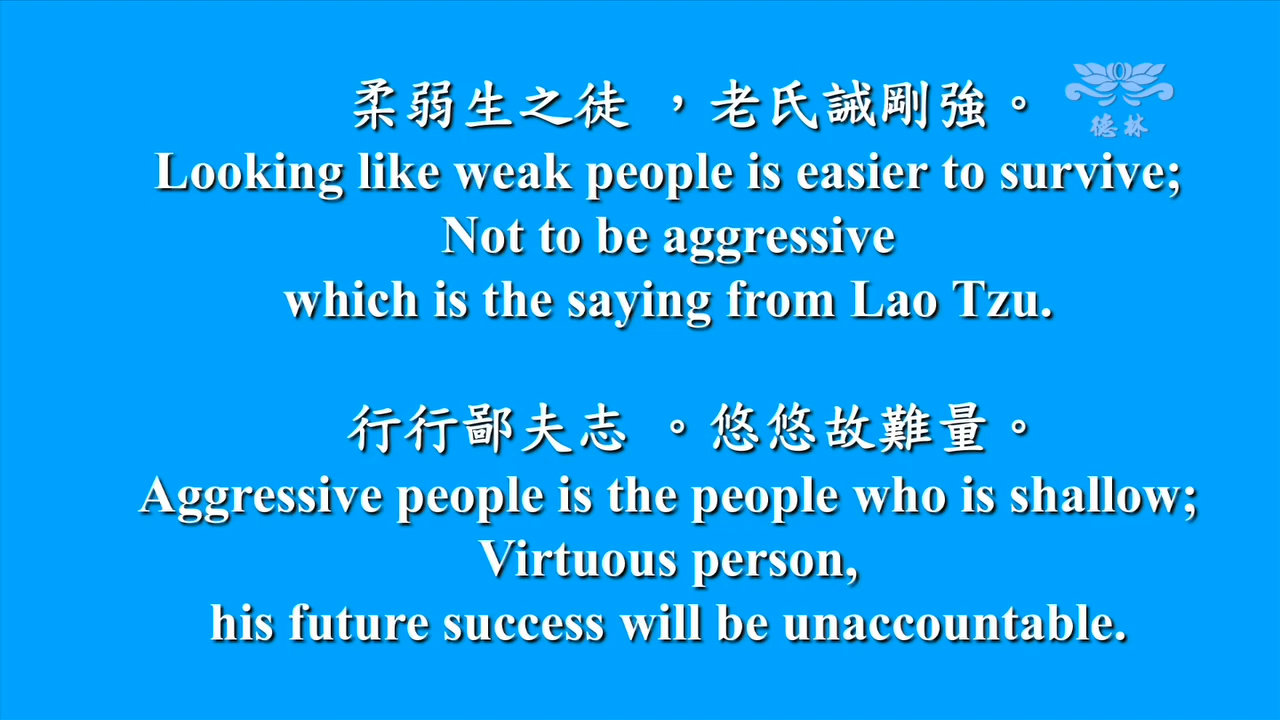 柔弱生之徒 ，老氏誡剛強。
德林
Looking like weak people is easier to survive;
Not to be aggressive
which is the saying from Lao Tzu.
行行鄙夫志 。悠悠故難量。
Aggressive people is the people who is shallow;
Virtuous person,
his future success will be unaccountable.